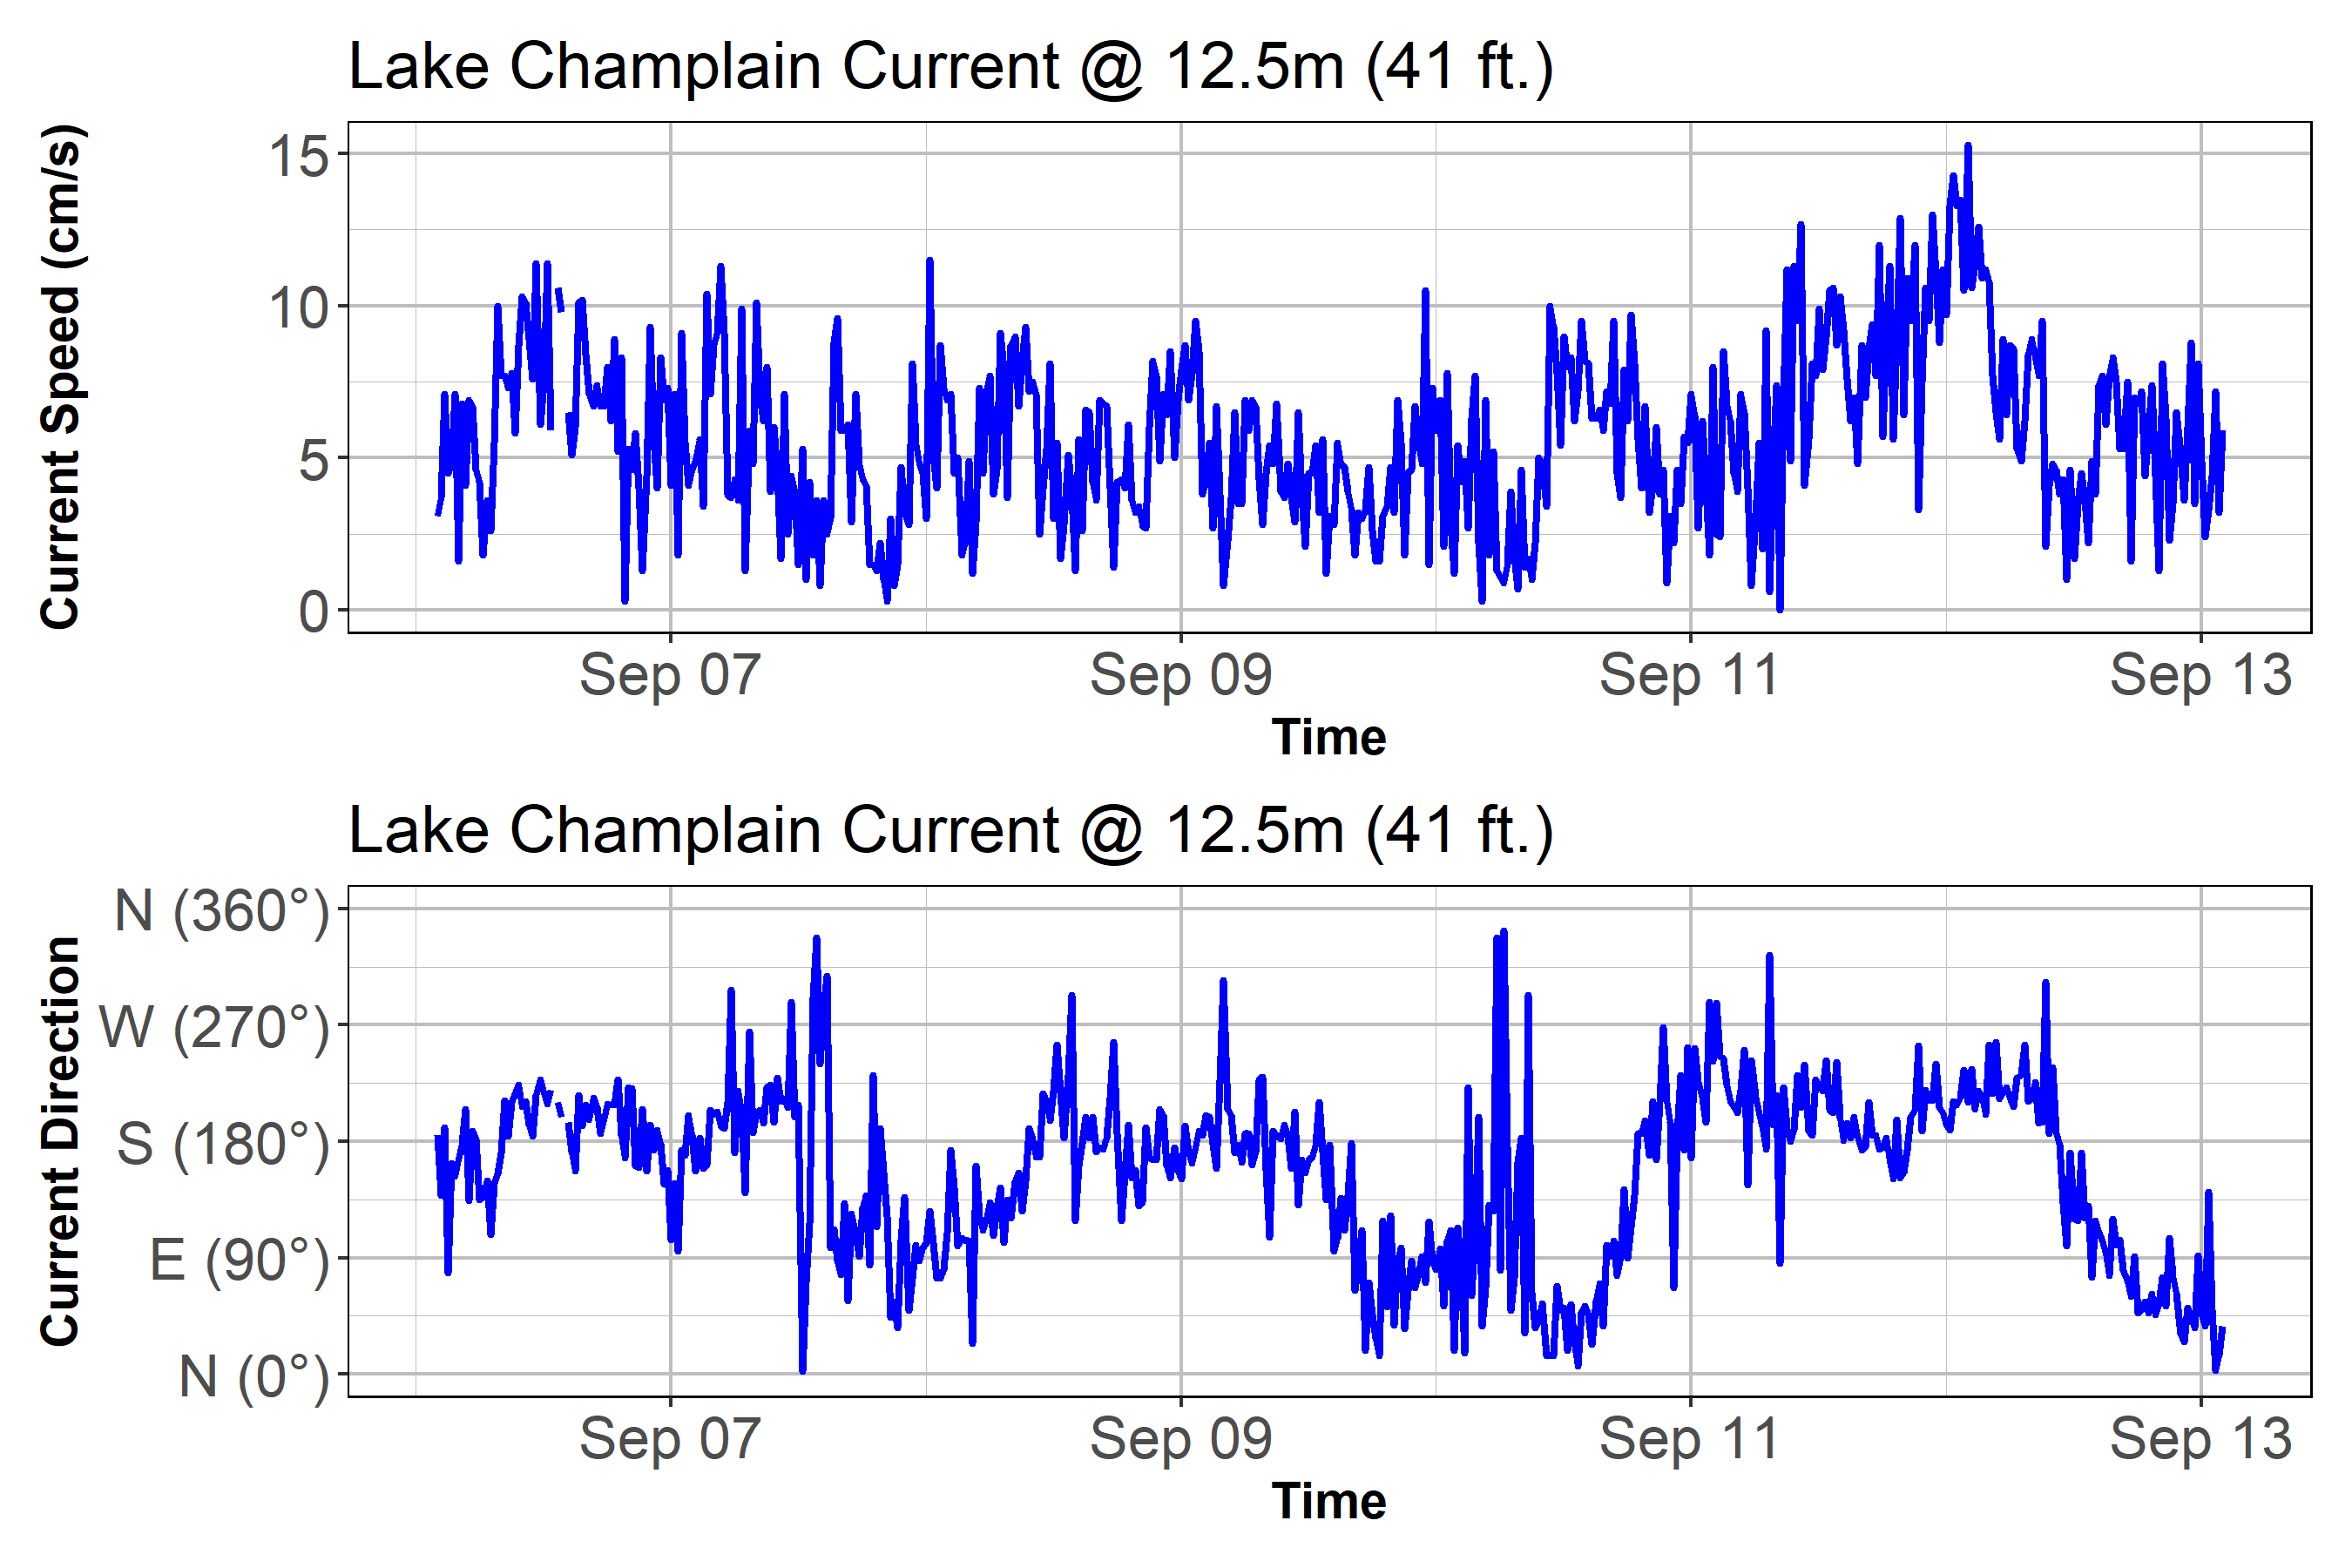 Lake Champlain Current @ 12.5m (41 ft.)
Current Speed (cm/s)
15
10
5
0
Sep 07 Sep 09 Sep 11 Sep 13
Time
Lake Champlain Current @ 12.5m (41 ft.)
Current Direction
N (360°)
W (270°)
S (180°)
E (90°)
N (0°)
Sep 07 Sep 09 Sep 11 Sep 13
Time